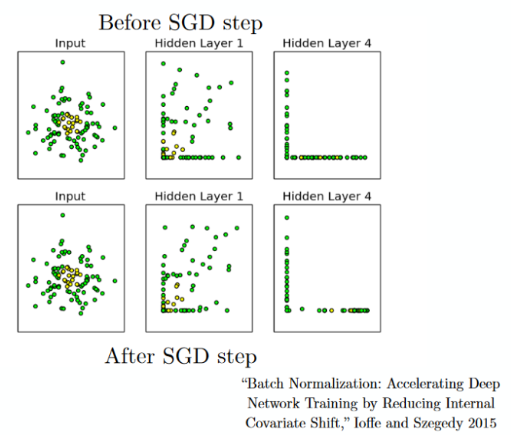 Before SGD step
Input
Hidden Layer 1
Hidden Layer 4
Input
Hidden Layer 1
Hidden Layer 4
After SGD step
“Batch Normalization: Accelerating Deep
Network Training by Reducing Internal
Covariate Shift,” Ioffe and Szegedy 2015